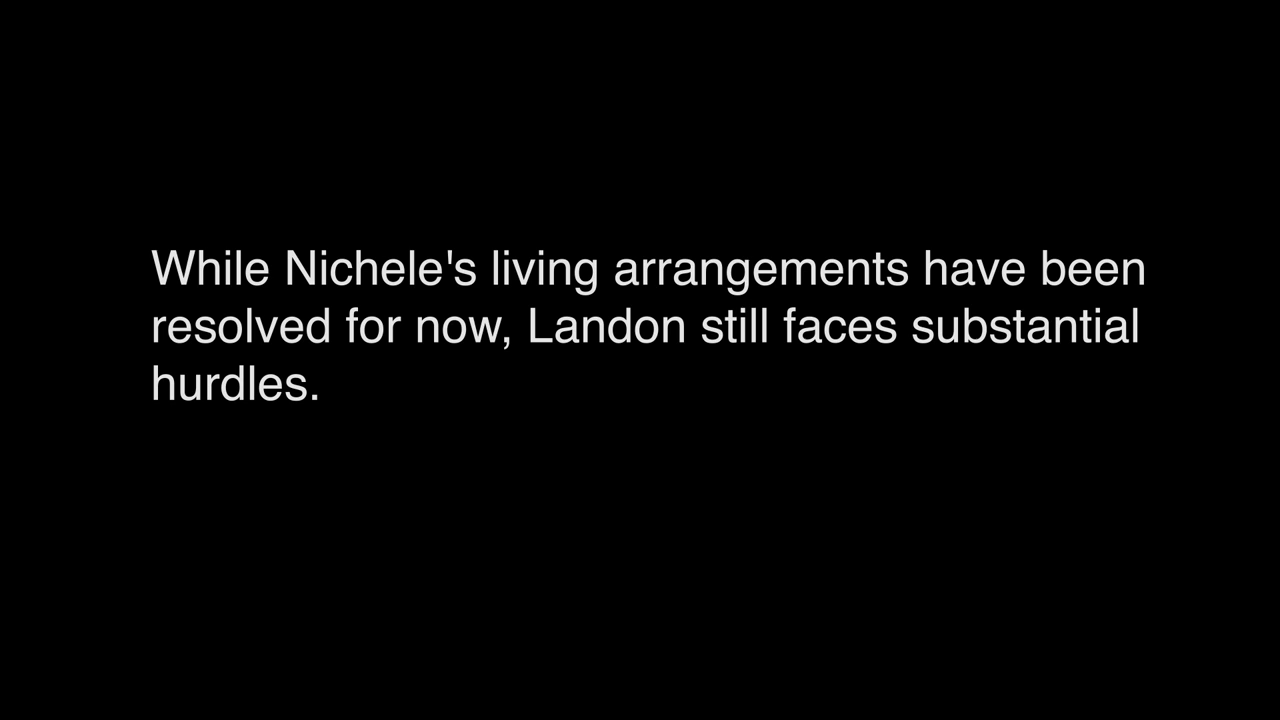 While Nichele's living arrangements have been
resolved for now, Landon still faces substantial
hurdles.